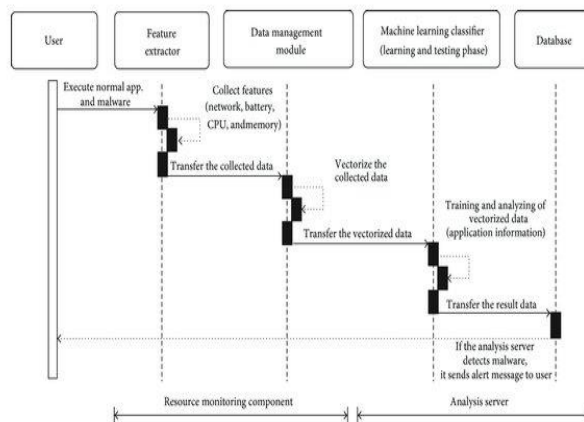 User
Feature
extractor
Data management
module
Machine learning classifier
(learning and testing phase)
Database
Execute normal app.
and malware
Collect features
(network, battery,
CPU, andmemory)
Transfer the collected data
Vectorize the
collected data
Transfer the vectorized data
Training and analyzing of
vectorized data
(application information)
Transfer the result data
If the analysis server
detects malware,
it sends alert message to user
Resource monitoring component
Analysis server